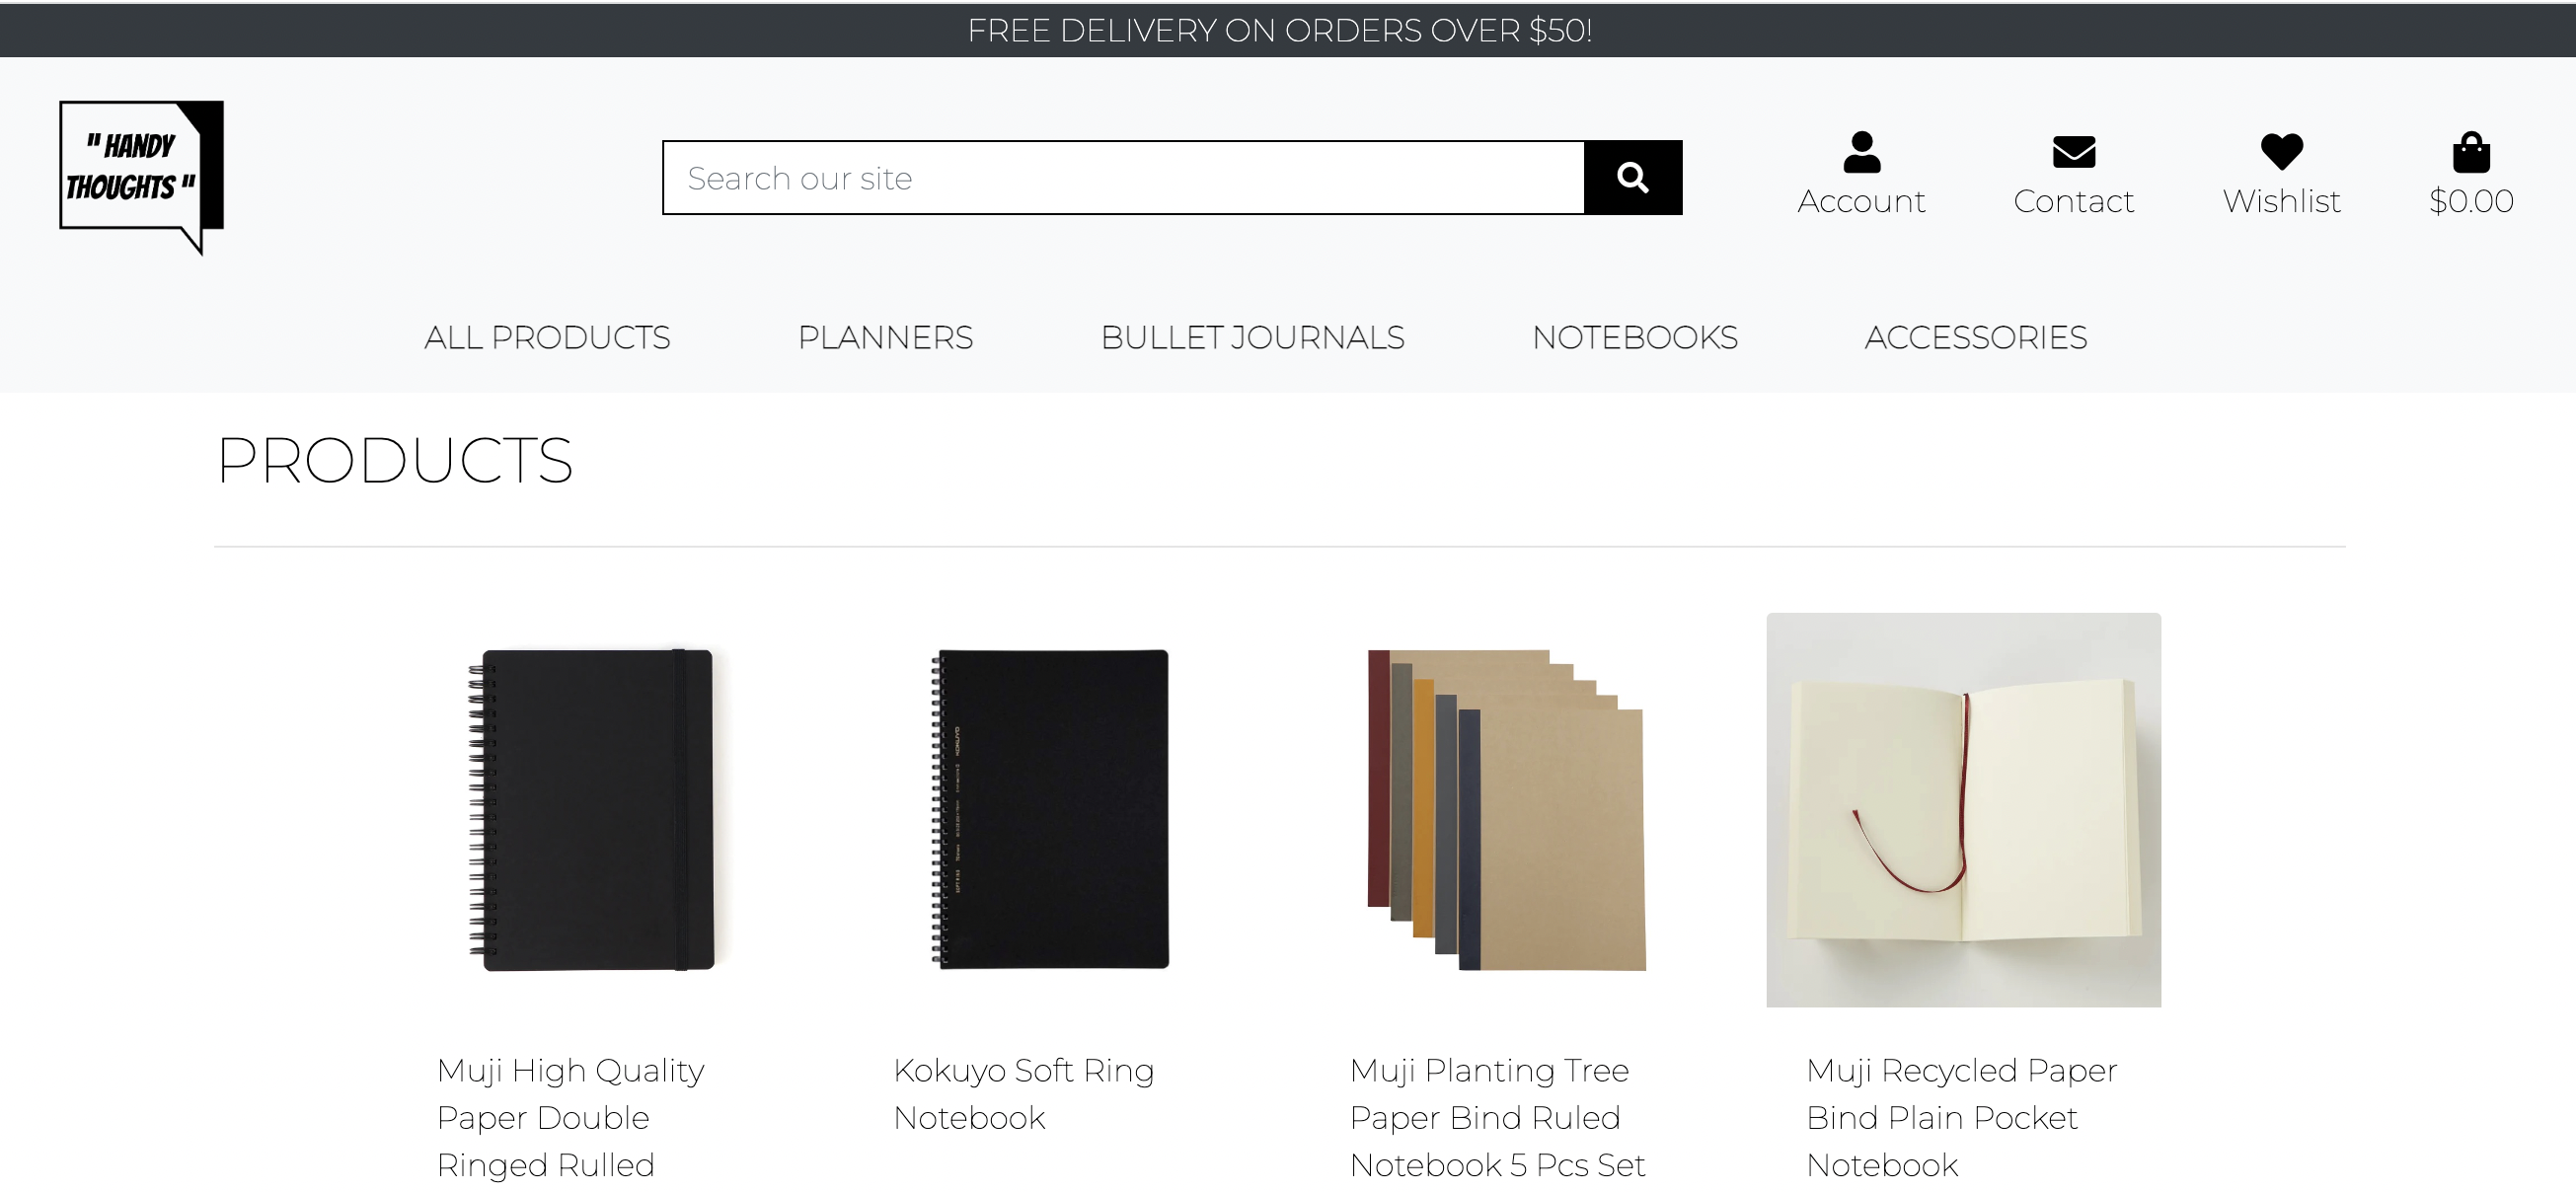 FREE DELIVERY ON ORDERS OVER $50!
" HANDY
THOUGHTS "
Search our site
Account
Contact
Wishlist
$0.00
ALL PRODUCTS
PLANNERS
BULLET JOURNALS
NOTEBOOKS
ACCESSORIES
PRODUCTS
KOKUYO
Muji High Quality
Paper Double
Ringed Rulled
Kokuyo Soft Ring
Notebook
Muji Planting Tree
Paper Bind Ruled
Notebook 5 Pcs Set
Muji Recycled Paper
Bind Plain Pocket
Notebook